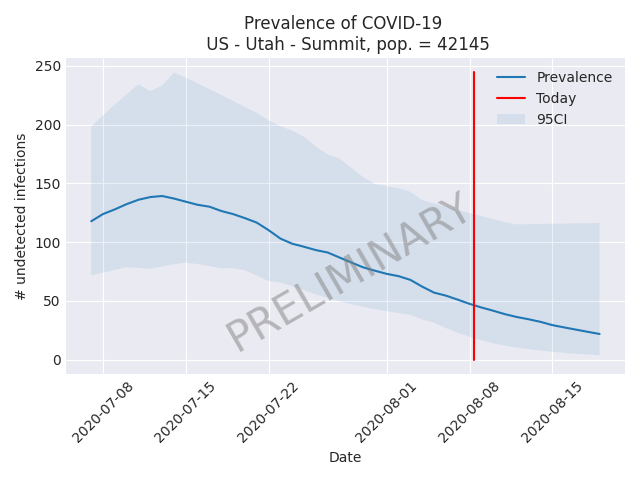 Prevalence of COVID-19
US - Utah - Summit, pop. = 42145
# undetected infections
250
200
150
100
50
0
Prevalence
Today
95CI
PRELIMINARY
2020-07-08
2020-07-15
2020-07-22
2020-08-01
2020-08-08
2020-08-15
Date